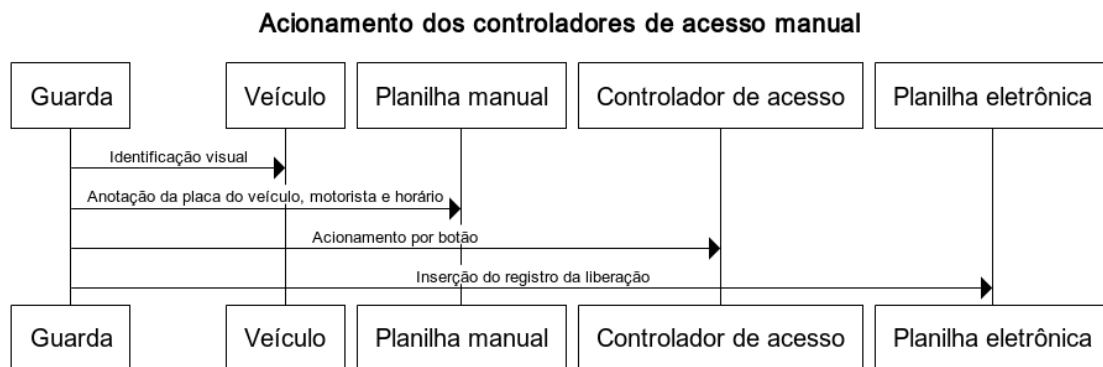 Acionamento dos controladores de acesso manual
Guarda
Veículo
Planilha manual
Controlador de acesso
Planilha eletrônica
Identificação visual
Anotação da placa do veículo, motorista e horário
Acionamento por botão
Inserção do registro da liberação
Guarda
Veículo
Planilha manual
Controlador de acesso
Planilha eletrônica